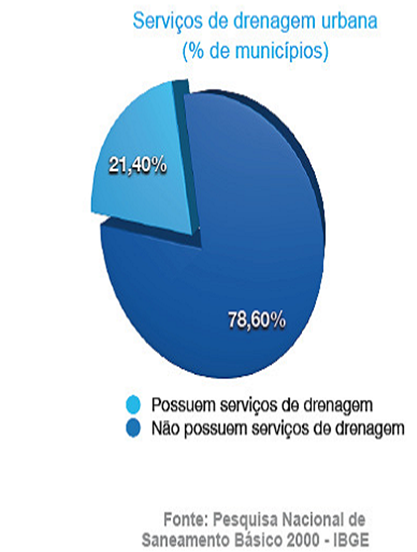 Serviços de drenagem urbana
(% de municípios)
21,40%
78,60%
Possuem serviços de drenagem
Não possuem serviços de drenagem
Fonte: Pesquisa Nacional de
Saneamento Básico 2000 - IBGE